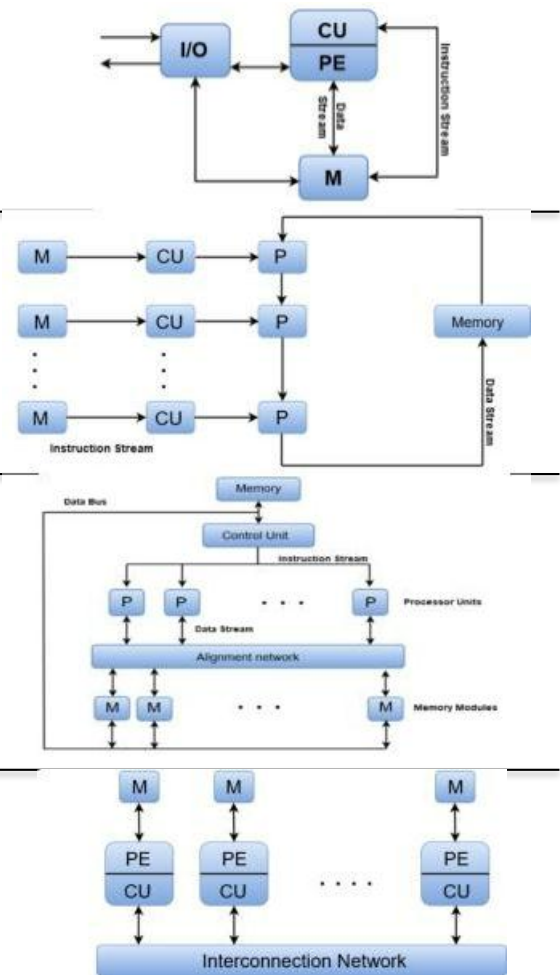 CU
I/O
PE
Instruction Stream
Data
Stream
M
M CU P
M CU P
Memory
M CU P
Data Stream
Instruction Stream
Memory
Data Bus
Control Unit
Instruction Stream
P P P Processor Units
Data Stream
Alignment network
M M M Memory Modules
M M M
PE PE PE
CU CU CU
Interconnection Network